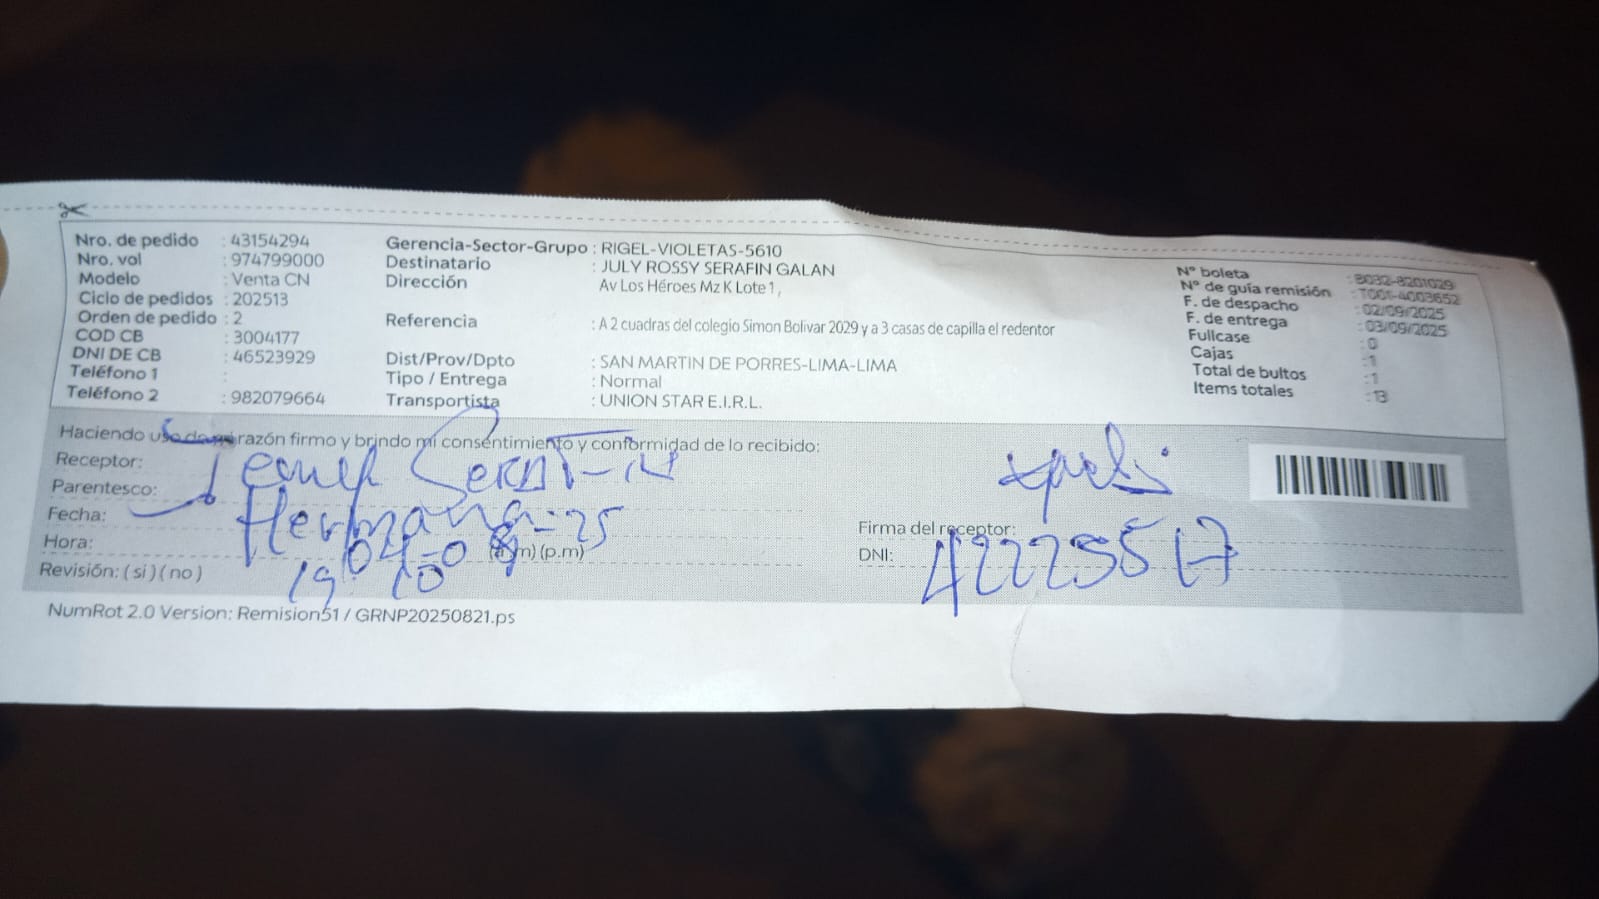 Nro. de pedido : 43154294
Nro. vol : 974799000
Modelo : Venta CN
Ciclo de pedidos : 202513
Orden de pedido : 2
COD CB : 3004177
DNI DE CB : 46523929
Teléfono 1 :
Teléfono 2 : 982079664
Gerencia-Sector-Grupo : RIGEL-VIOLETAS-5610
Destinatario : JULY ROSSY SERAFIN GALAN
Dirección Av Los Héroes Mz K Lote 1 ,
Referencia : A 2 cuadras del colegio Simon Bolivar 2029 y a 3 casas de capilla el redentor
Dist/Prov/Dpto : SAN MARTIN DE PORRES-LIMA-LIMA
Tipo / Entrega : Normal
Transportista : UNION STAR E.I.R.L.
N° boleta : B032-8201029
N° de guía remisión : T001-4003652
F. de despacho : 02/09/2025
F. de entrega : 03/09/2025
Fullcase : 0
Cajas : 1
Total de bultos : 1
Items totales : 13
Haciendo uso de mi razón firmo y brindo mi consentimiento y conformidad de lo recibido:
Receptor:
Parentesco: Hermana
Fecha:
Hora: 19 10 (a.m) (p.m)
Revisión: ( si ) ( no )
Firma del receptor:
DNI: 42225517
NumRot 2.0 Version: Remision51 / GRNP20250821.ps